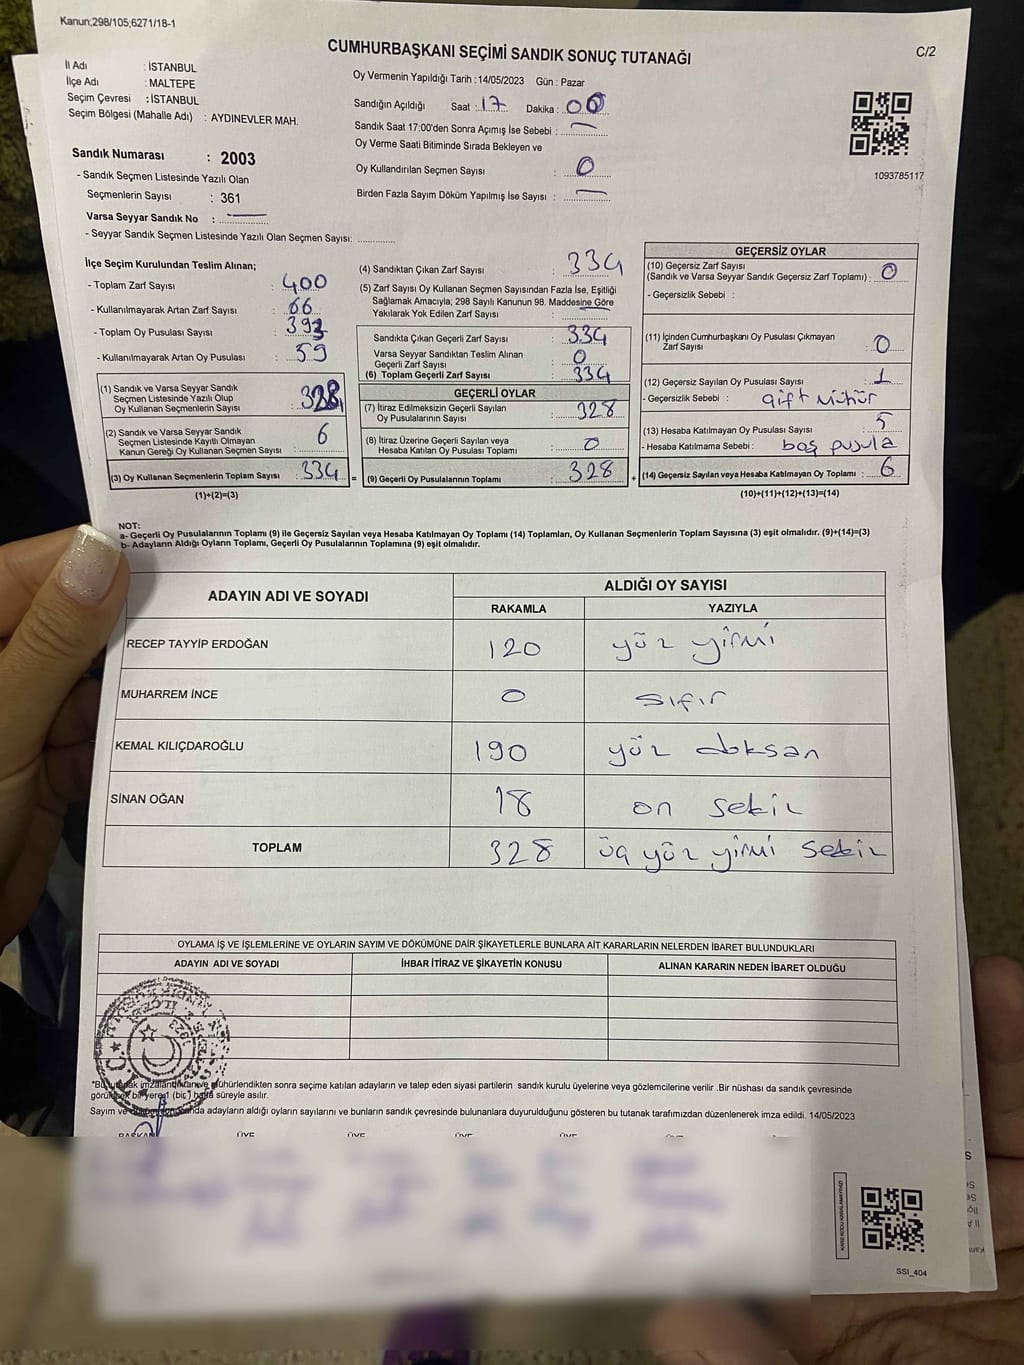 Kanun;298/105;6271/18-1
CUMHURBAŞKANI SEÇİMİ SANDIK SONUÇ TUTANAĞI
C/2
İl Adı : İSTANBUL
İlçe Adı : MALTEPE
Seçim Çevresi : İSTANBUL
Seçim Bölgesi (Mahalle Adı) : AYDINEVLER MAH.
Oy Vermenin Yapıldığı Tarih : 14/05/2023 Gün : Pazar
Sandığın Açıldığı Saat : 17 Dakika : 00
Sandık Saat 17:00'den Sonra Açımış İse Sebebi : —
Oy Verme Saati Bitiminde Sırada Bekleyen ve
Oy Kullandırılan Seçmen Sayısı : 0
Birden Fazla Sayım Döküm Yapılmış İse Sayısı : —
1093785117
Sandık Numarası : 2003
- Sandık Seçmen Listesinde Yazılı Olan
Seçmenlerin Sayısı : 361
Varsa Seyyar Sandık No : —
- Seyyar Sandık Seçmen Listesinde Yazılı Olan Seçmen Sayısı: ............
İlçe Seçim Kurulundan Teslim Alınan;
- Toplam Zarf Sayısı : 400
- Kullanılmayarak Artan Zarf Sayısı : 66
- Toplam Oy Pusulası Sayısı : 393
- Kullanılmayarak Artan Oy Pusulası : 59
(1) Sandık ve Varsa Seyyar Sandık
Seçmen Listesinde Yazılı Olup
Oy Kullanan Seçmenlerin Sayısı : 328
(2) Sandık ve Varsa Seyyar Sandık
Seçmen Listesinde Kayıtlı Olmayan
Kanun Gereği Oy Kullanan Seçmen Sayısı : 6
(3) Oy Kullanan Seçmenlerin Toplam Sayısı : 334
(1)+(2)=(3)
(4) Sandıktan Çıkan Zarf Sayısı : 334
(5) Zarf Sayısı Oy Kullanan Seçmen Sayısından Fazla İse, Eşitliği
Sağlamak Amacıyla; 298 Sayılı Kanunun 98. Maddesine Göre
Yakılarak Yok Edilen Zarf Sayısı : —
Sandıkta Çıkan Geçerli Zarf Sayısı : 334
Varsa Seyyar Sandıktan Teslim Alınan
Geçerli Zarf Sayısı : 0
(6) Toplam Geçerli Zarf Sayısı : 334
GEÇERLİ OYLAR
(7) İtiraz Edilmeksizin Geçerli Sayılan
Oy Pusulalarının Sayısı : 328
(8) İtiraz Üzerine Geçerli Sayılan veya
Hesaba Katılan Oy Pusulası Toplamı : 0
= (9) Geçerli Oy Pusulalarının Toplamı : 328 +
GEÇERSİZ OYLAR
(10) Geçersiz Zarf Sayısı
(Sandık ve Varsa Seyyar Sandık Geçersiz Zarf Toplamı) : 0
- Geçersizlik Sebebi :
(11) İçinden Cumhurbaşkanı Oy Pusulası Çıkmayan
Zarf Sayısı : 0
(12) Geçersiz Sayılan Oy Pusulası Sayısı : 1
- Geçersizlik Sebebi : Çift Mühür
(13) Hesaba Katılmayan Oy Pusulası Sayısı : 5
- Hesaba Katılmama Sebebi : boş pusula
(14) Geçersiz Sayılan veya Hesaba Katılmayan Oy Toplamı : 6
(10)+(11)+(12)+(13)=(14)
NOT:
a- Geçerli Oy Pusulalarının Toplamı (9) ile Geçersiz Sayılan veya Hesaba Katılmayan Oy Toplamı (14) Toplamları, Oy Kullanan Seçmenlerin Toplam Sayısına (3) eşit olmalıdır. (9)+(14)=(3)
b- Adayların Aldığı Oyların Toplamı, Geçerli Oy Pusulalarının Toplamına (9) eşit olmalıdır.
ADAYIN ADI VE SOYADI ALDIĞI OY SAYISI
RAKAMLA YAZIYLA
RECEP TAYYİP ERDOĞAN 120 yüz yirmi
MUHARREM İNCE 0 sıfır
KEMAL KILIÇDAROĞLU 190 yüz doksan
SİNAN OĞAN 18 on sekiz
TOPLAM 328 üç yüz yirmi sekiz
OYLAMA İŞ VE İŞLEMLERİNE VE OYLARIN SAYIM VE DÖKÜMÜNE DAİR ŞİKAYETLERLE BUNLARA AİT KARARLARIN NELERDEN İBARET BULUNDUKLARI
ADAYIN ADI VE SOYADI İHBAR İTİRAZ VE ŞİKAYETİN KONUSU ALINAN KARARIN NEDEN İBARET OLDUĞU
*Bu tutanak imzalandıktan ve mühürlendikten sonra seçime katılan adayların ve talep eden siyasi partilerin sandık kurulu üyelerine veya gözlemcilerine verilir .Bir nüshası da sandık çevresinde
bir yere 1 (bir) hafta süreyle asılır.
Sayım ve adayların aldığı oyların sayılarını ve bunların sandık çevresinde bulunanlara duyurulduğunu gösteren bu tutanak tarafımızdan düzenlenerek imza edildi. 14/05/2023
BAŞKAN ÜYE ÜYE ÜYE ÜYE
SSI_404